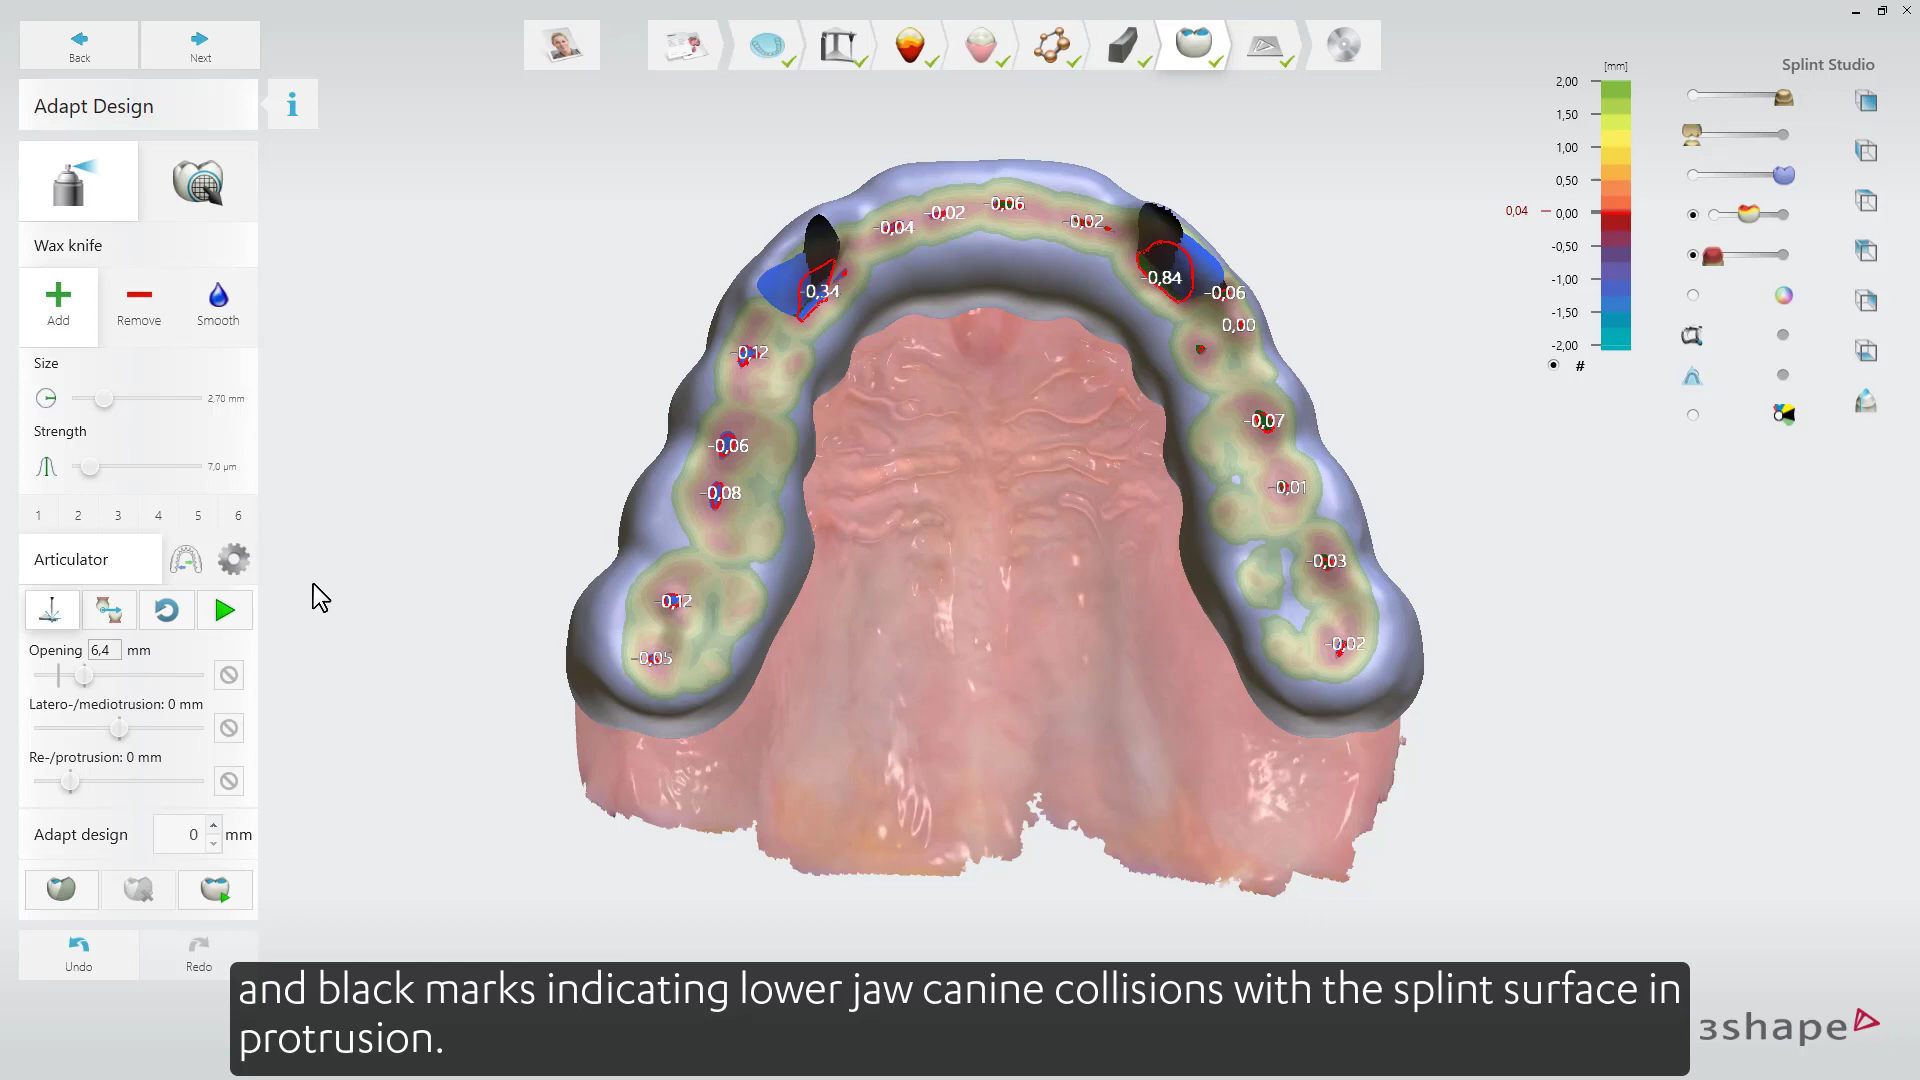 Back
Next
Adapt Design
i
Wax knife
Add
Remove
Smooth
Size
2,70 mm
Strength
7,0 µm
1 2 3 4 5 6
Articulator
Opening 6,4 mm
Latero-/mediotrusion: 0 mm
Re-/protrusion: 0 mm
Adapt design 0 mm
Undo
Redo
-0,04
-0,02
-0,06
-0,02
-0,34
-0,84
-0,06
0,00
-0,12
-0,06
-0,07
-0,08
-0,01
-0,03
-0,12
-0,02
-0,05
[mm]
2,00
1,50
1,00
0,50
0,04
0,00
-0,50
-1,00
-1,50
-2,00
#
Splint Studio
and black marks indicating lower jaw canine collisions with the splint surface in
protrusion.
3shape